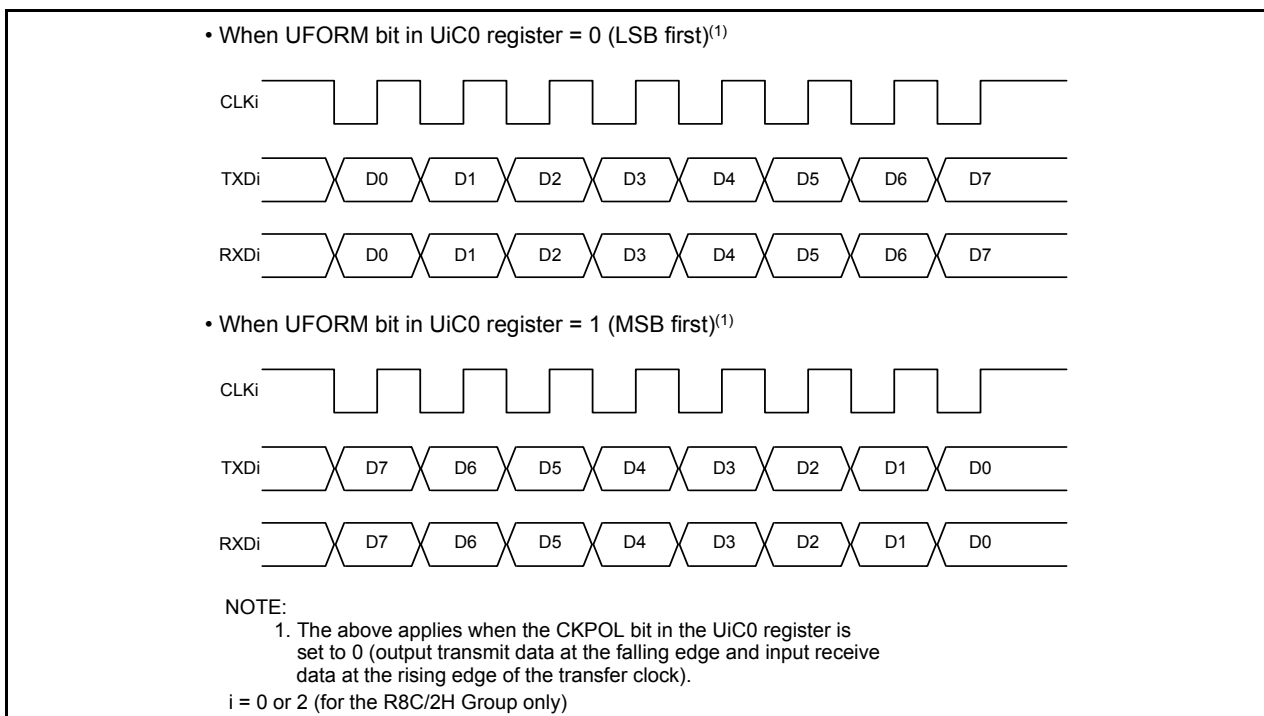 • When UFORM bit in UiC0 register = 0 (LSB first)(1)
CLKi
TXDi D0 D1 D2 D3 D4 D5 D6 D7
RXDi D0 D1 D2 D3 D4 D5 D6 D7
• When UFORM bit in UiC0 register = 1 (MSB first)(1)
CLKi
TXDi D7 D6 D5 D4 D3 D2 D1 D0
RXDi D7 D6 D5 D4 D3 D2 D1 D0
NOTE:
1. The above applies when the CKPOL bit in the UiC0 register is
set to 0 (output transmit data at the falling edge and input receive
data at the rising edge of the transfer clock).
i = 0 or 2 (for the R8C/2H Group only)